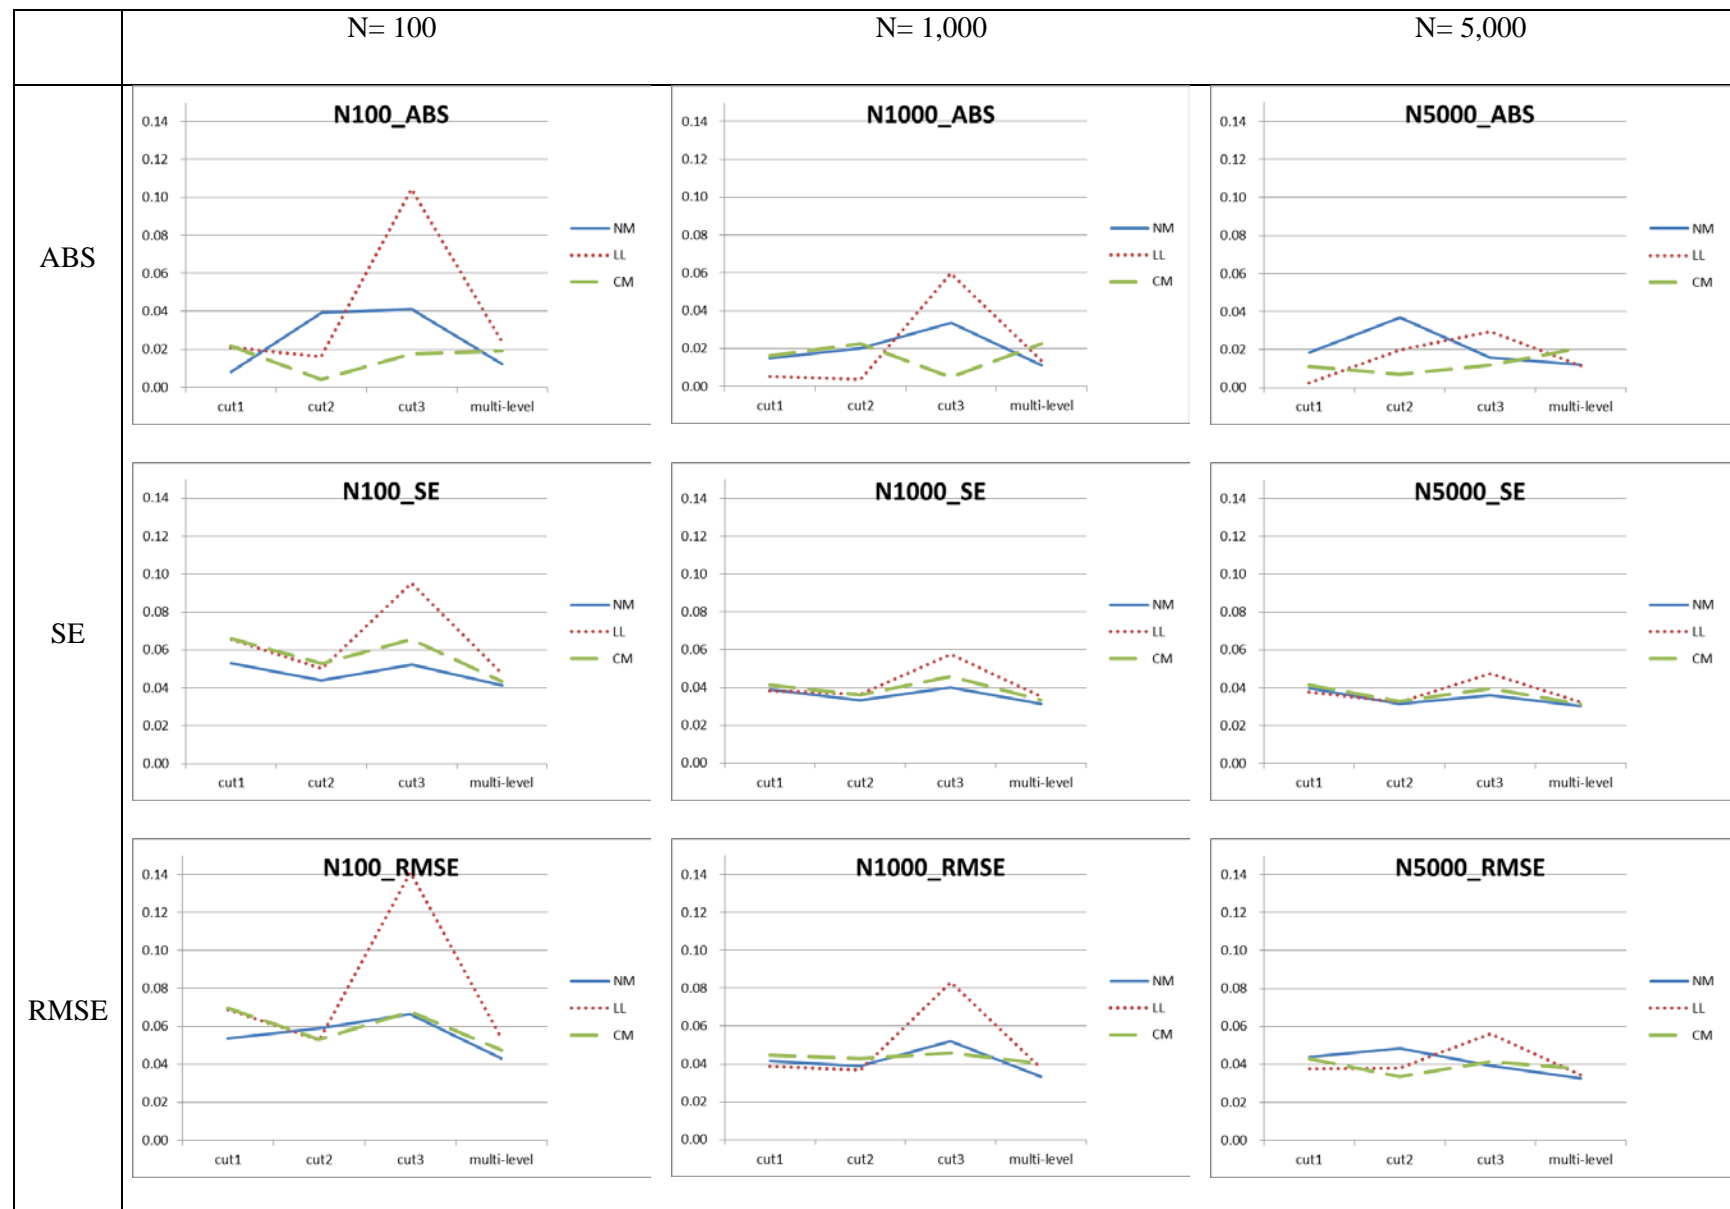 N= 100
N= 1,000
N= 5,000
ABS
N100_ABS
0.14
0.12
0.10
0.08
0.06
0.04
0.02
0.00
cut1 cut2 cut3 multi-level
NM
LL
CM
N1000_ABS
0.14
0.12
0.10
0.08
0.06
0.04
0.02
0.00
cut1 cut2 cut3 multi-level
NM
LL
CM
N5000_ABS
0.14
0.12
0.10
0.08
0.06
0.04
0.02
0.00
cut1 cut2 cut3 multi-level
NM
LL
CM
SE
N100_SE
0.14
0.12
0.10
0.08
0.06
0.04
0.02
0.00
cut1 cut2 cut3 multi-level
NM
LL
CM
N1000_SE
0.14
0.12
0.10
0.08
0.06
0.04
0.02
0.00
cut1 cut2 cut3 multi-level
NM
LL
CM
N5000_SE
0.14
0.12
0.10
0.08
0.06
0.04
0.02
0.00
cut1 cut2 cut3 multi-level
NM
LL
CM
RMSE
N100_RMSE
0.14
0.12
0.10
0.08
0.06
0.04
0.02
0.00
cut1 cut2 cut3 multi-level
NM
LL
CM
N1000_RMSE
0.14
0.12
0.10
0.08
0.06
0.04
0.02
0.00
cut1 cut2 cut3 multi-level
NM
LL
CM
N5000_RMSE
0.14
0.12
0.10
0.08
0.06
0.04
0.02
0.00
cut1 cut2 cut3 multi-level
NM
LL
CM